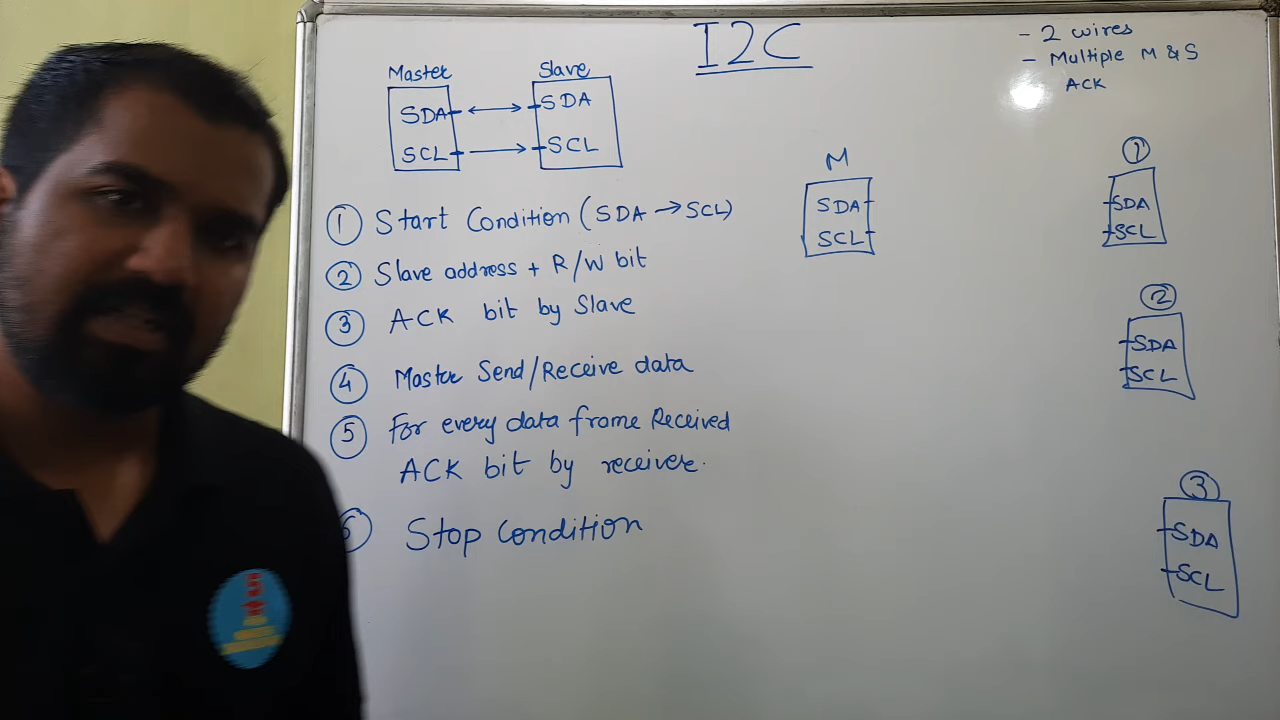 I2C
- 2 wires
- Multiple M & S
ACK
Master
Slave
SDA
SDA
SCL
SCL
① Start Condition (SDA → SCL)
② Slave address + R/W bit
③ ACK bit by Slave
④ Master Send/Receive data
⑤ For every data frame Received
ACK bit by receiver.
⑥ Stop Condition
M
SDA
SCL
①
SDA
SCL
②
SDA
SCL
③
SDA
SCL